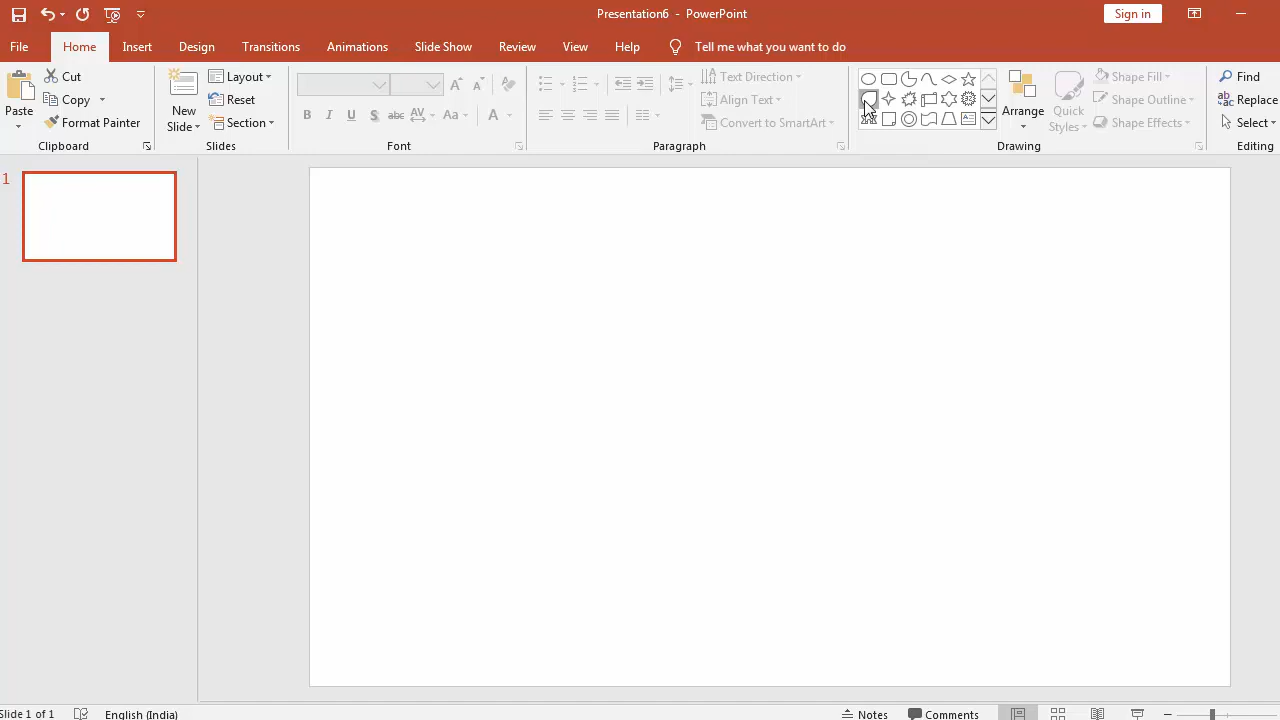 Presentation6 - PowerPoint
Sign in
File Home Insert Design Transitions Animations Slide Show Review View Help Tell me what you want to do
Paste
Cut
Copy
Format Painter
Clipboard
New
Slide
Layout
Reset
Section
Slides
B I U S abc AV Aa A
Font
Text Direction
Align Text
Convert to SmartArt
Paragraph
Arrange
Quick
Styles
Shape Fill
Shape Outline
Shape Effects
Drawing
Find
Replace
Select
Editing
1
Slide 1 of 1 English (India) Notes Comments